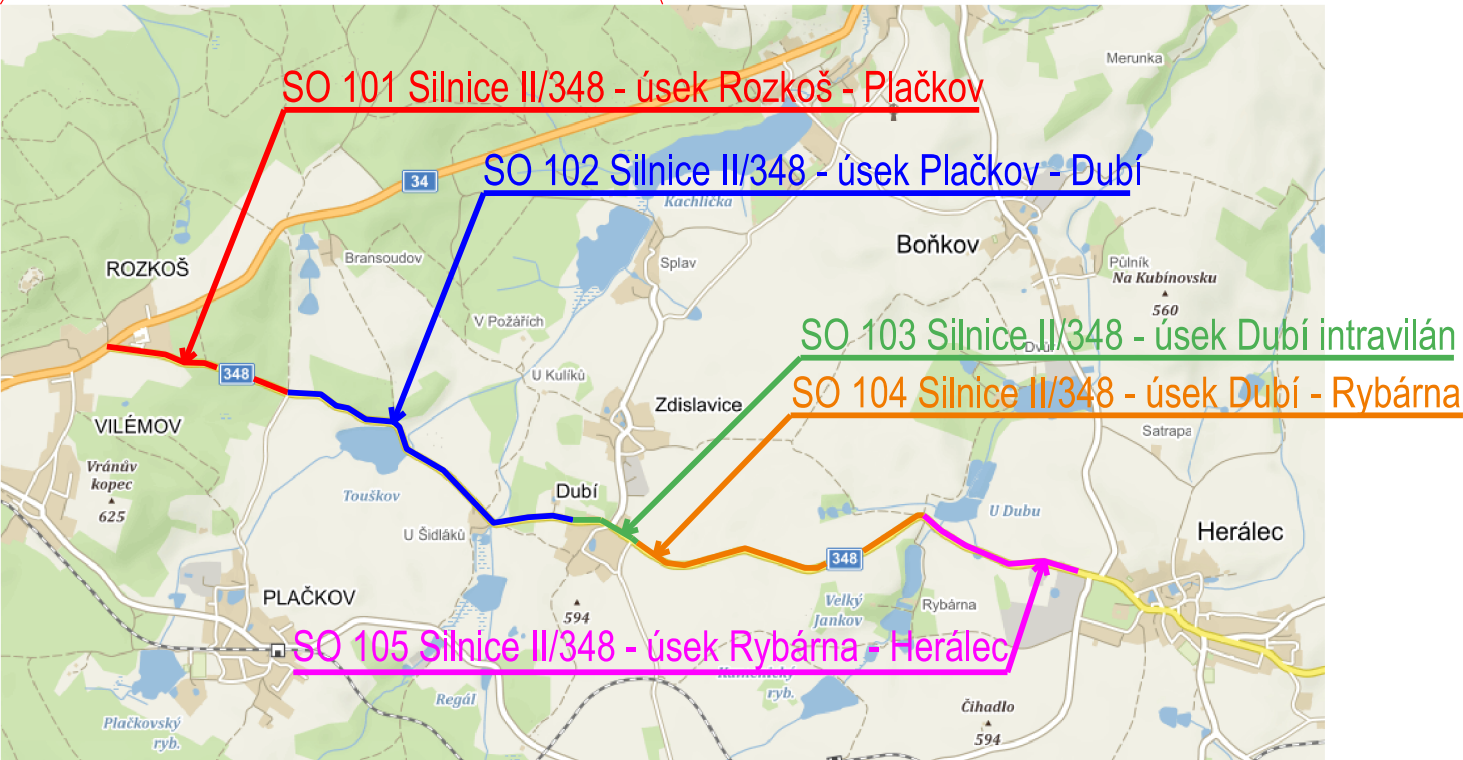 Merunka
SO 101 Silnice II/348 - úsek Rozkoš - Plačkov
SO 102 Silnice II/348 - úsek Plačkov - Dubí
34
Kachlička
Boňkov
Bransoudov
Splav
Půlník
ROZKOŠ
Na Kubínovsku
560
V Požářích
SO 103 Silnice II/348 - úsek Dubí intravilán
Dvůr
348
U Kulíků
SO 104 Silnice II/348 - úsek Dubí - Rybárna
Zdislavice
VILÉMOV
Satrapa
Vránův
kopec
625
Touškov
Dubí
U Dubu
U Šidláků
Herálec
348
PLAČKOV
594
Velký
Jankov
Rybárna
SO 105 Silnice II/348 - úsek Rybárna - Herálec
ryb.
Regál
Čihadlo
594
Plačkovský
ryb.